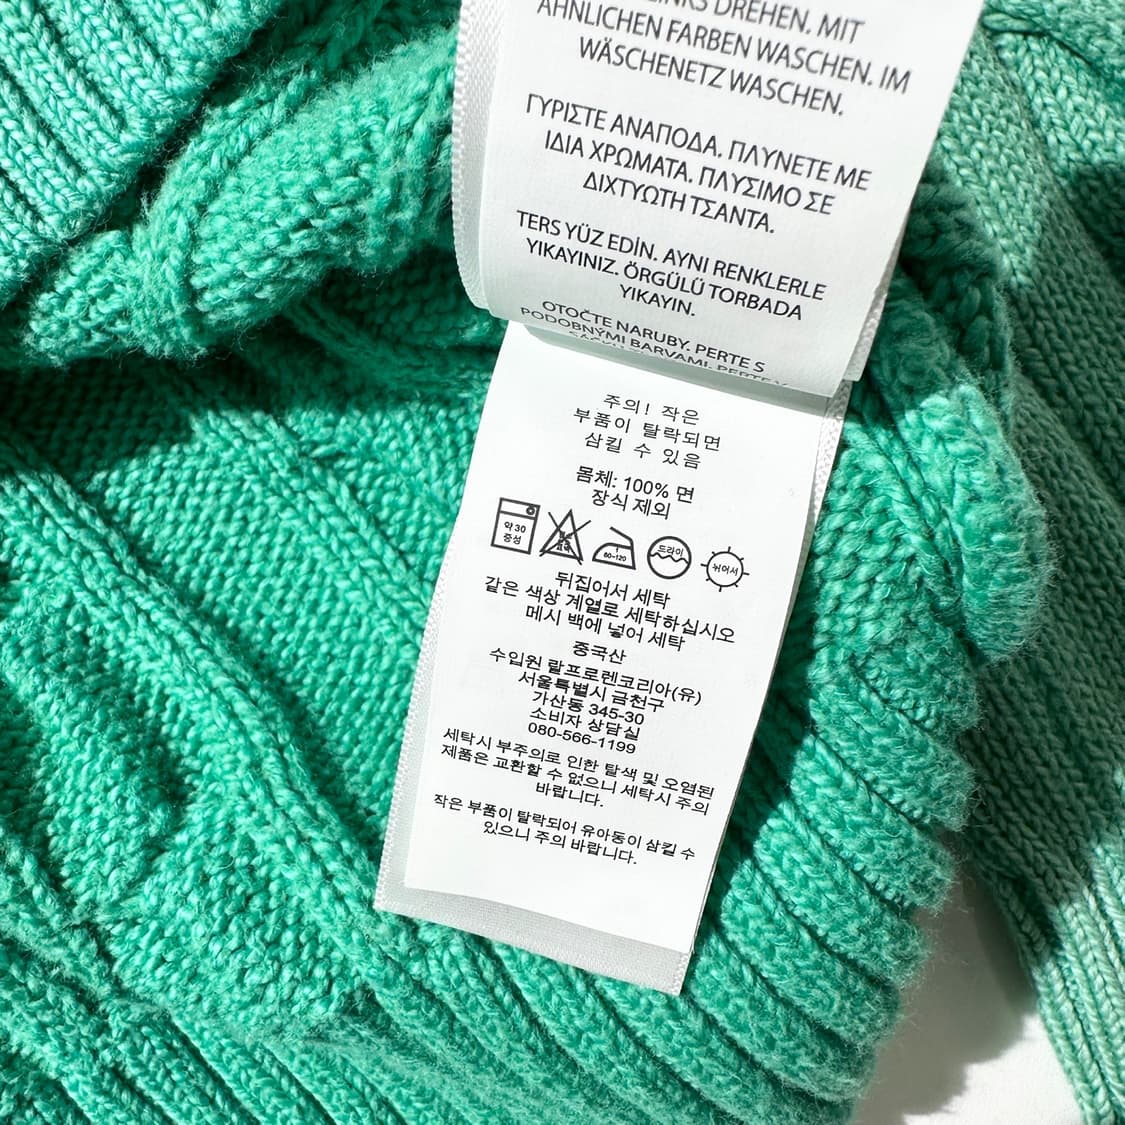 LINKS DREHEN. MIT
ÄHNLICHEN FARBEN WASCHEN. IM
WÄSCHENETZ WASCHEN.
ΓΥΡΙΣΤΕ ΑΝΑΠΟΔΑ. ΠΛΥΝΕΤΕ ΜΕ
ΙΔΙΑ ΧΡΩΜΑΤΑ. ΠΛΥΣΙΜΟ ΣΕ
ΔΙΧΤΥΩΤΗ ΤΣΑΝΤΑ.
TERS YÜZ EDİN. AYNI RENKLERLE
YIKAYINIZ. ÖRGÜLÜ TORBADA
YIKAYIN.
OTOČTE NARUBY. PERTE S
PODOBNÝMI BARVAMI. PERTE V
주의! 작은
부품이 탈락되면
삼킬 수 있음
몸체: 100% 면
장식 제외
약 30
중성
60~120
드라이
뉘어서
뒤집어서 세탁
같은 색상 계열로 세탁하십시오
메시 백에 넣어 세탁
중국산
수입원 랄프로렌코리아(유)
서울특별시 금천구
가산동 345-30
소비자 상담실
080-566-1199
세탁시 부주의로 인한 탈색 및 오염된
제품은 교환할 수 없으니 세탁시 주의
바랍니다.
작은 부품이 탈락되어 유아동이 삼킬 수
있으니 주의 바랍니다.